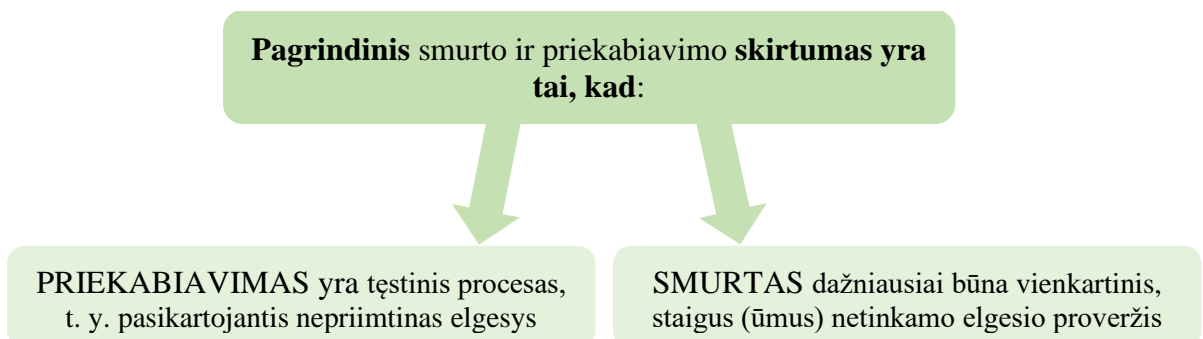 Pagrindinis smurto ir priekabiavimo skirtumas yra
tai, kad:
PRIEKABIAVIMAS yra tęstinis procesas,
t. y. pasikartojantis nepriimtinas elgesys
SMURTAS dažniausiai būna vienkartinis,
staigus (ūmus) netinkamo elgesio proveržis